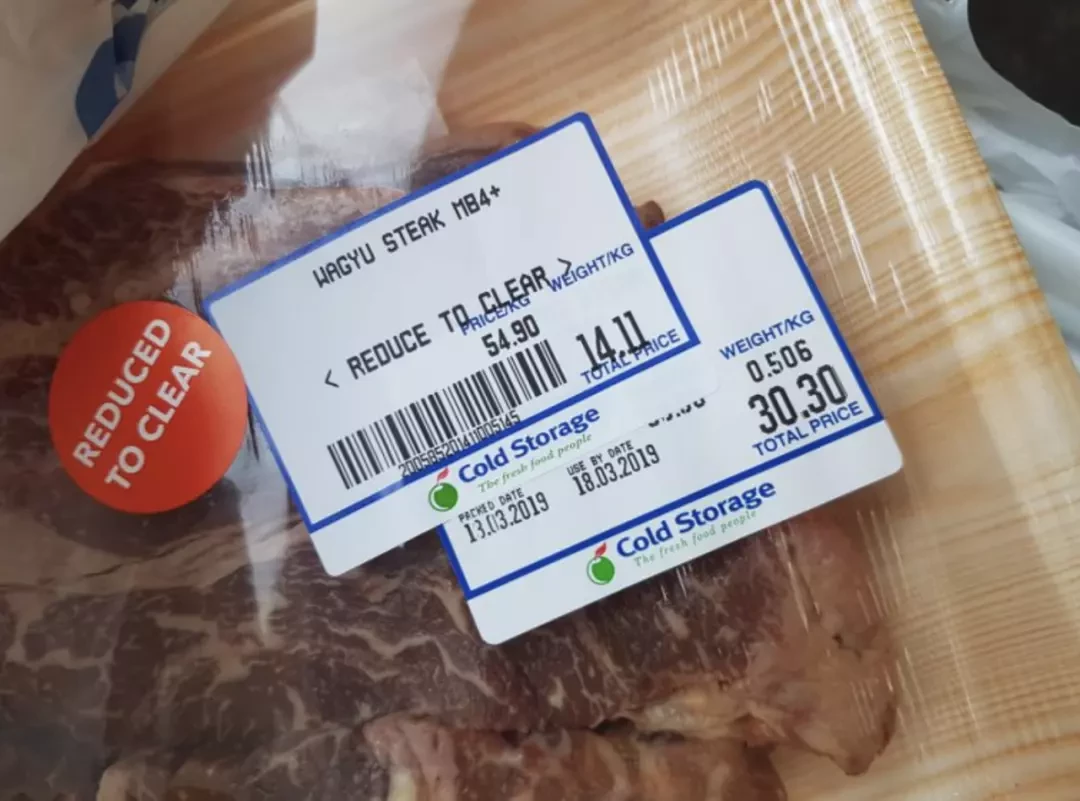 REDUCED
TO CLEAR
WAGYU STEAK MB4+
< REDUCE TO CLEAR >
PRICE/KG
WEIGHT/KG
54.90
14.11
TOTAL PRICE
Cold Storage
The fresh food people
WEIGHT/KG
0.506
30.30
TOTAL PRICE
PACKED DATE
13.03.2019
USE BY DATE
18.03.2019
Cold Storage
The fresh food people